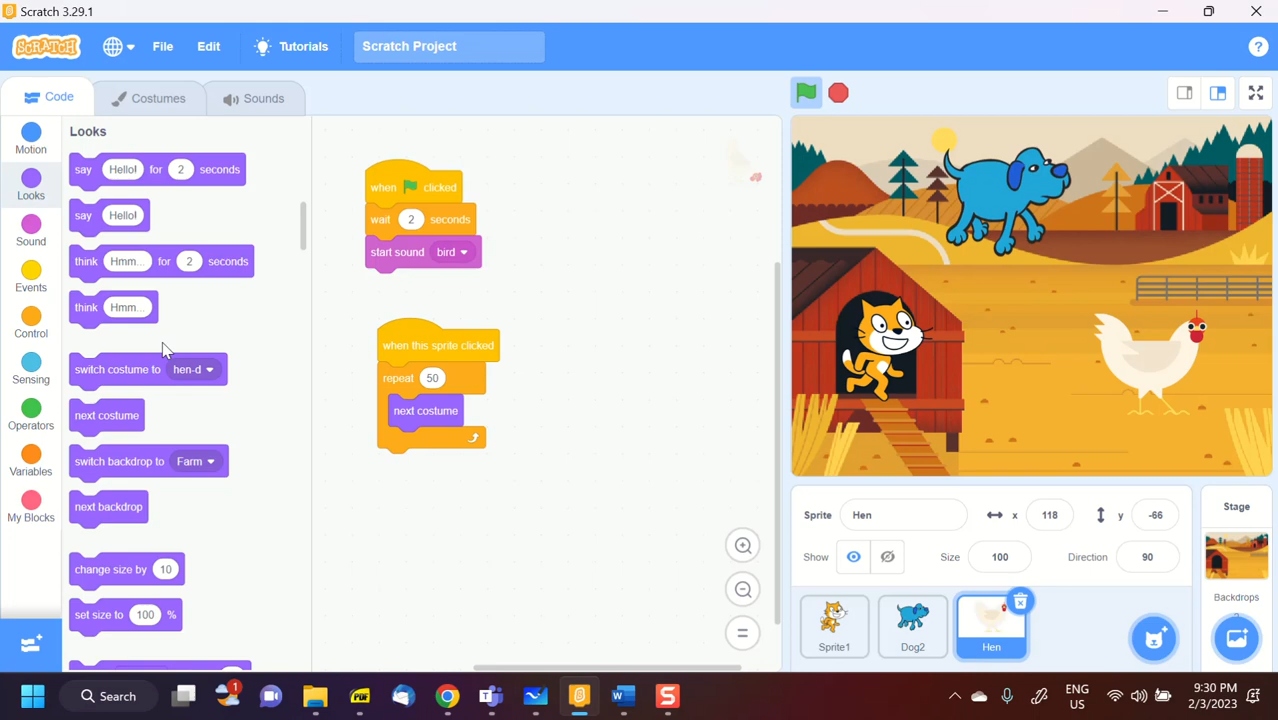 Scratch 3.29.1
SCRATCH File Edit Tutorials Scratch Project ?
Code Costumes Sounds
Motion
Looks
Sound
Events
Control
Sensing
Operators
Variables
My Blocks
Looks
say Hello! for 2 seconds
say Hello!
think Hmm... for 2 seconds
think Hmm...
switch costume to hen-d
next costume
switch backdrop to Farm
next backdrop
change size by 10
set size to 100 %
when clicked
wait 2 seconds
start sound bird
when this sprite clicked
repeat 50
next costume
Sprite Hen x 118 y -66
Show Size 100 Direction 90
Sprite1 Dog2 Hen
Stage
Backdrops
Search
1
ENG
US
9:30 PM
2/3/2023